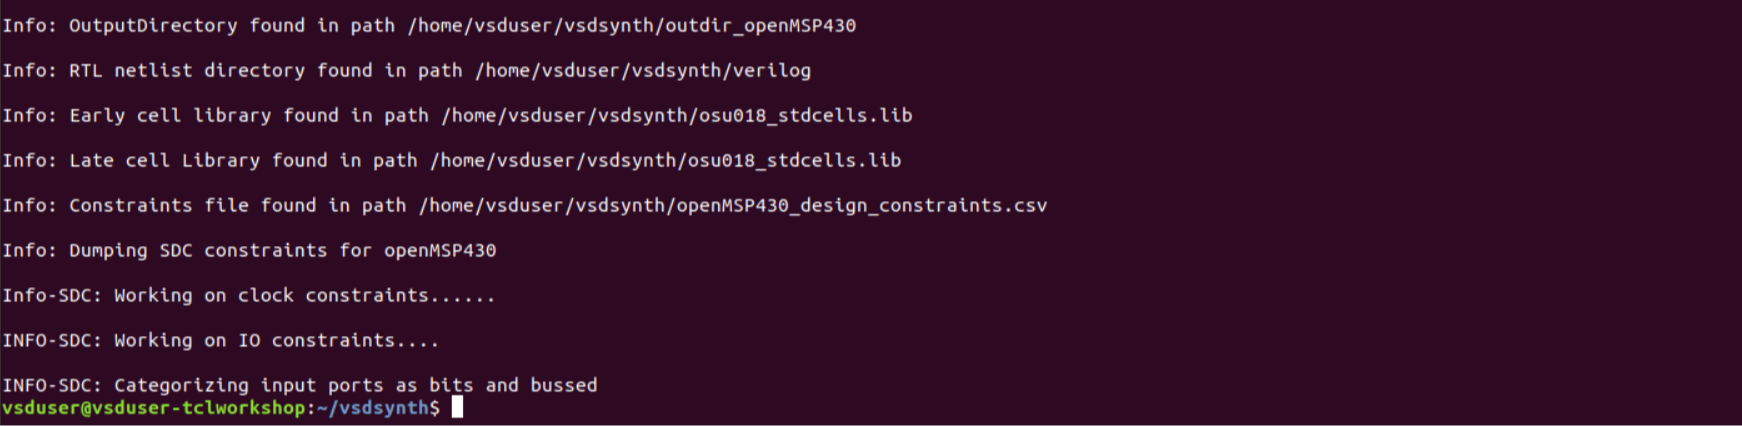 Info: OutputDirectory found in path /home/vsduser/vsdsynth/outdir_openMSP430
Info: RTL netlist directory found in path /home/vsduser/vsdsynth/verilog
Info: Early cell library found in path /home/vsduser/vsdsynth/osu018_stdcells.lib
Info: Late cell Library found in path /home/vsduser/vsdsynth/osu018_stdcells.lib
Info: Constraints file found in path /home/vsduser/vsdsynth/openMSP430_design_constraints.csv
Info: Dumping SDC constraints for openMSP430
Info-SDC: Working on clock constraints......
INFO-SDC: Working on IO constraints....
INFO-SDC: Categorizing input ports as bits and bussed
vsduser@vsduser-tclworkshop:~/vsdsynth$